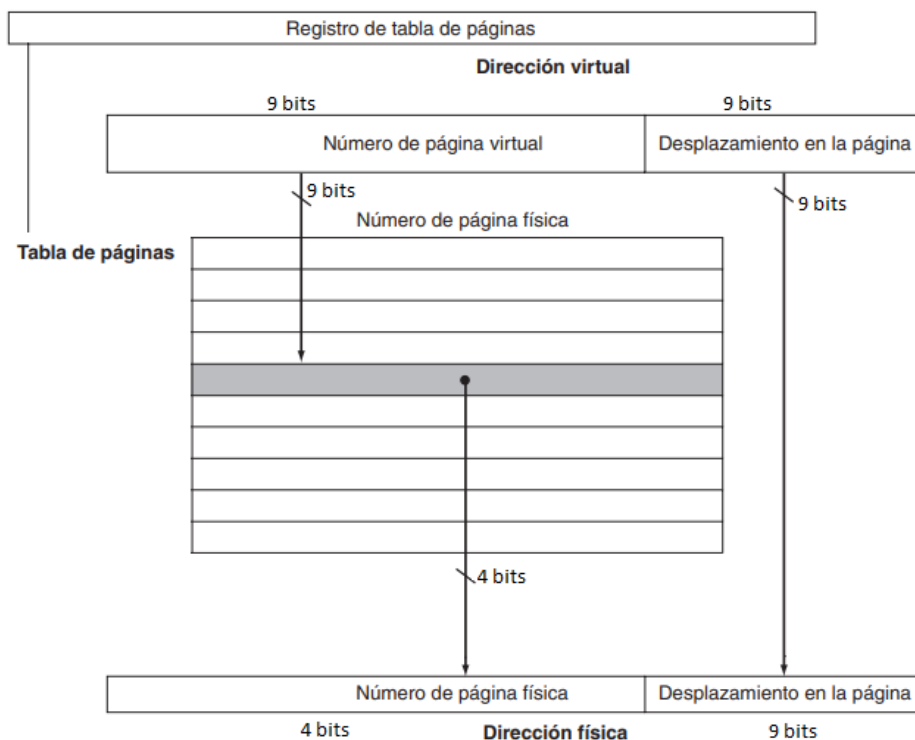 Registro de tabla de páginas
Dirección virtual
9 bits
9 bits
Número de página virtual
Desplazamiento en la página
9 bits
9 bits
Número de página física
Tabla de páginas
4 bits
Número de página física
Desplazamiento en la página
4 bits
Dirección física
9 bits